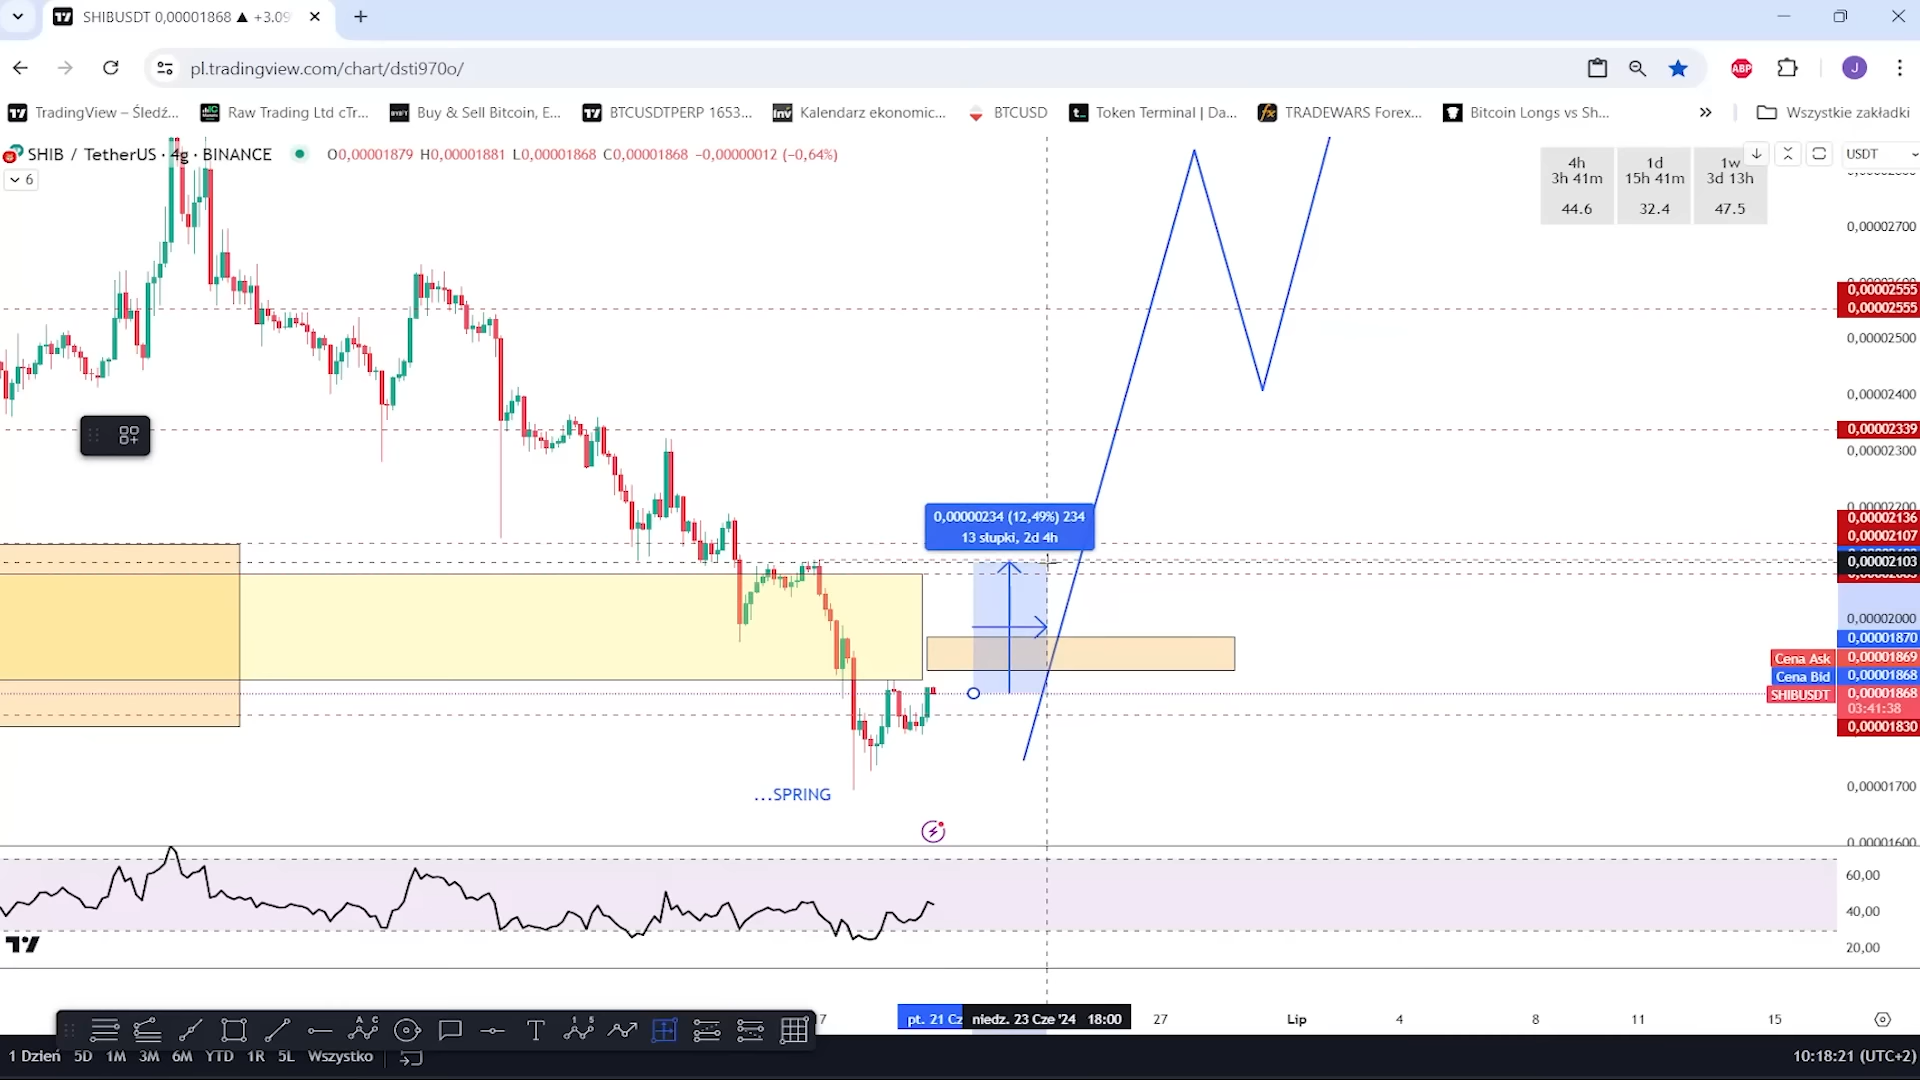 SHIBUSDT 0,00001868 ▲ +3.09
pl.tradingview.com/chart/dsti970o/
ABP
J
TradingView – Śledź...
Raw Trading Ltd cTr...
Buy & Sell Bitcoin, E...
BTCUSDTPERP 1653...
Kalendarz ekonomic...
BTCUSD
Token Terminal | Da...
TRADEWARS Forex...
Bitcoin Longs vs Sh...
Wszystkie zakładki
SHIB / TetherUS · 4g · BINANCE
O0,00001879 H0,00001881 L0,00001868 C0,00001868 −0,00000012 (−0,64%)
6
4h 1d 1w
3h 41m 15h 41m 3d 13h
44.6 32.4 47.5
USDT
0,00002700
0,00002555
0,00002555
0,00002500
0,00002400
0,00002339
0,00002300
0,00002200
0,00002136
0,00002107
0,00002103
0,00002000
0,00001870
Cena Ask 0,00001869
Cena Bid 0,00001868
SHIBUSDT 0,00001868
03:41:38
0,00001830
0,00001700
0,00001600
0,00000234 (12,49%) 234
13 słupki, 2d 4h
...SPRING
60,00
40,00
20,00
pt. 21 Cz niedz. 23 Cze '24 18:00 27 Lip 4 8 11 15
1 Dzień 5D 1M 3M 6M YTD 1R 5L Wszystko
10:18:21 (UTC+2)